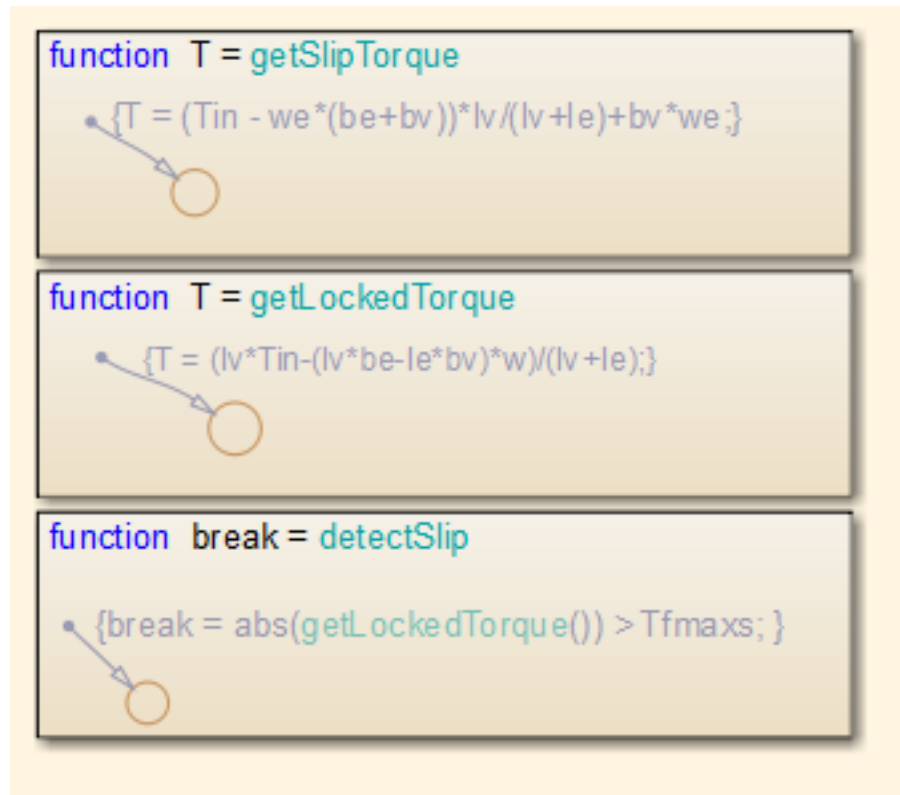 function T = getSlipTorque
{T = (Tin - we*(be+bv))*Iv/(Iv+Ie)+bv*we;}
function T = getLockedTorque
{T = (Iv*Tin-(Iv*be-Ie*bv)*w)/(Iv+Ie);}
function break = detectSlip
{break = abs(getLockedTorque()) > Tfmaxs; }